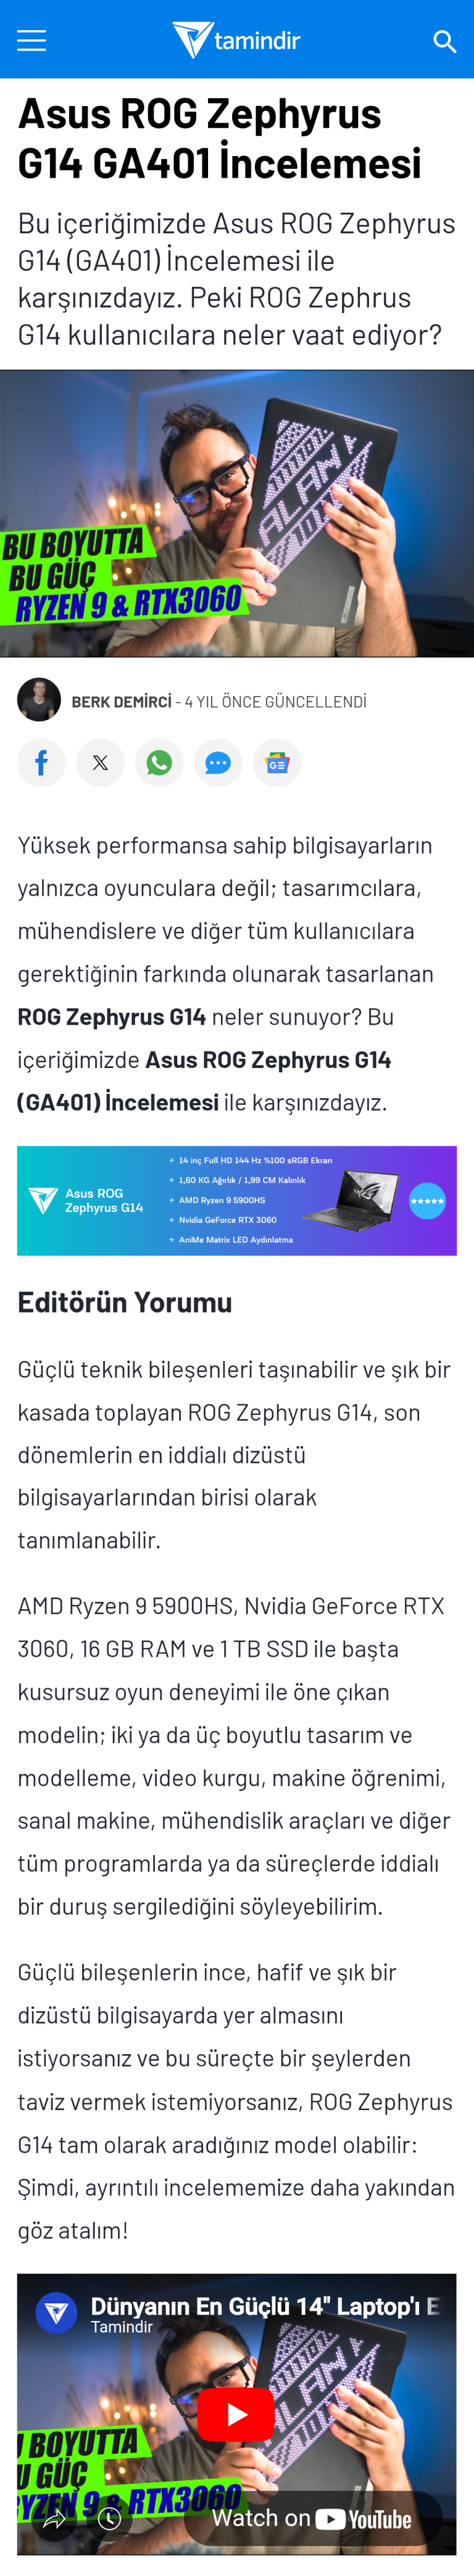 tamindir
Asus ROG Zephyrus
G14 GA401 İncelemesi
Bu içeriğimizde Asus ROG Zephyrus
G14 (GA401) İncelemesi ile
karşınızdayız. Peki ROG Zephrus
G14 kullanıcılara neler vaat ediyor?
ALAN
BU BOYUTTA
BU GÜÇ
RYZEN 9 & RTX3060
BERK DEMİRCİ - 4 YIL ÖNCE GÜNCELLENDİ
Yüksek performansa sahip bilgisayarların
yalnızca oyunculara değil; tasarımcılara,
mühendislere ve diğer tüm kullanıcılara
gerektiğinin farkında olunarak tasarlanan
ROG Zephyrus G14 neler sunuyor? Bu
içeriğimizde Asus ROG Zephyrus G14
(GA401) İncelemesi ile karşınızdayız.
Asus ROG
Zephyrus G14
+ 14 inç Full HD 144 Hz %100 sRGB Ekran
+ 1,60 KG Ağırlık / 1,99 CM Kalınlık
+ AMD Ryzen 9 5900HS
+ Nvidia GeForce RTX 3060
+ AniMe Matrix LED Aydınlatma
Editörün Yorumu
Güçlü teknik bileşenleri taşınabilir ve şık bir
kasada toplayan ROG Zephyrus G14, son
dönemlerin en iddialı dizüstü
bilgisayarlarından birisi olarak
tanımlanabilir.
AMD Ryzen 9 5900HS, Nvidia GeForce RTX
3060, 16 GB RAM ve 1 TB SSD ile başta
kusursuz oyun deneyimi ile öne çıkan
modelin; iki ya da üç boyutlu tasarım ve
modelleme, video kurgu, makine öğrenimi,
sanal makine, mühendislik araçları ve diğer
tüm programlarda ya da süreçlerde iddialı
bir duruş sergilediğini söyleyebilirim.
Güçlü bileşenlerin ince, hafif ve şık bir
dizüstü bilgisayarda yer almasını
istiyorsanız ve bu süreçte bir şeylerden
taviz vermek istemiyorsanız, ROG Zephyrus
G14 tam olarak aradığınız model olabilir:
Şimdi, ayrıntılı incelememize daha yakından
göz atalım!
Dünyanın En Güçlü 14" Laptop'ı E
Tamindir
ALAN
BOYUTTA
GÜÇ
9 & RTX3060
Watch on YouTube